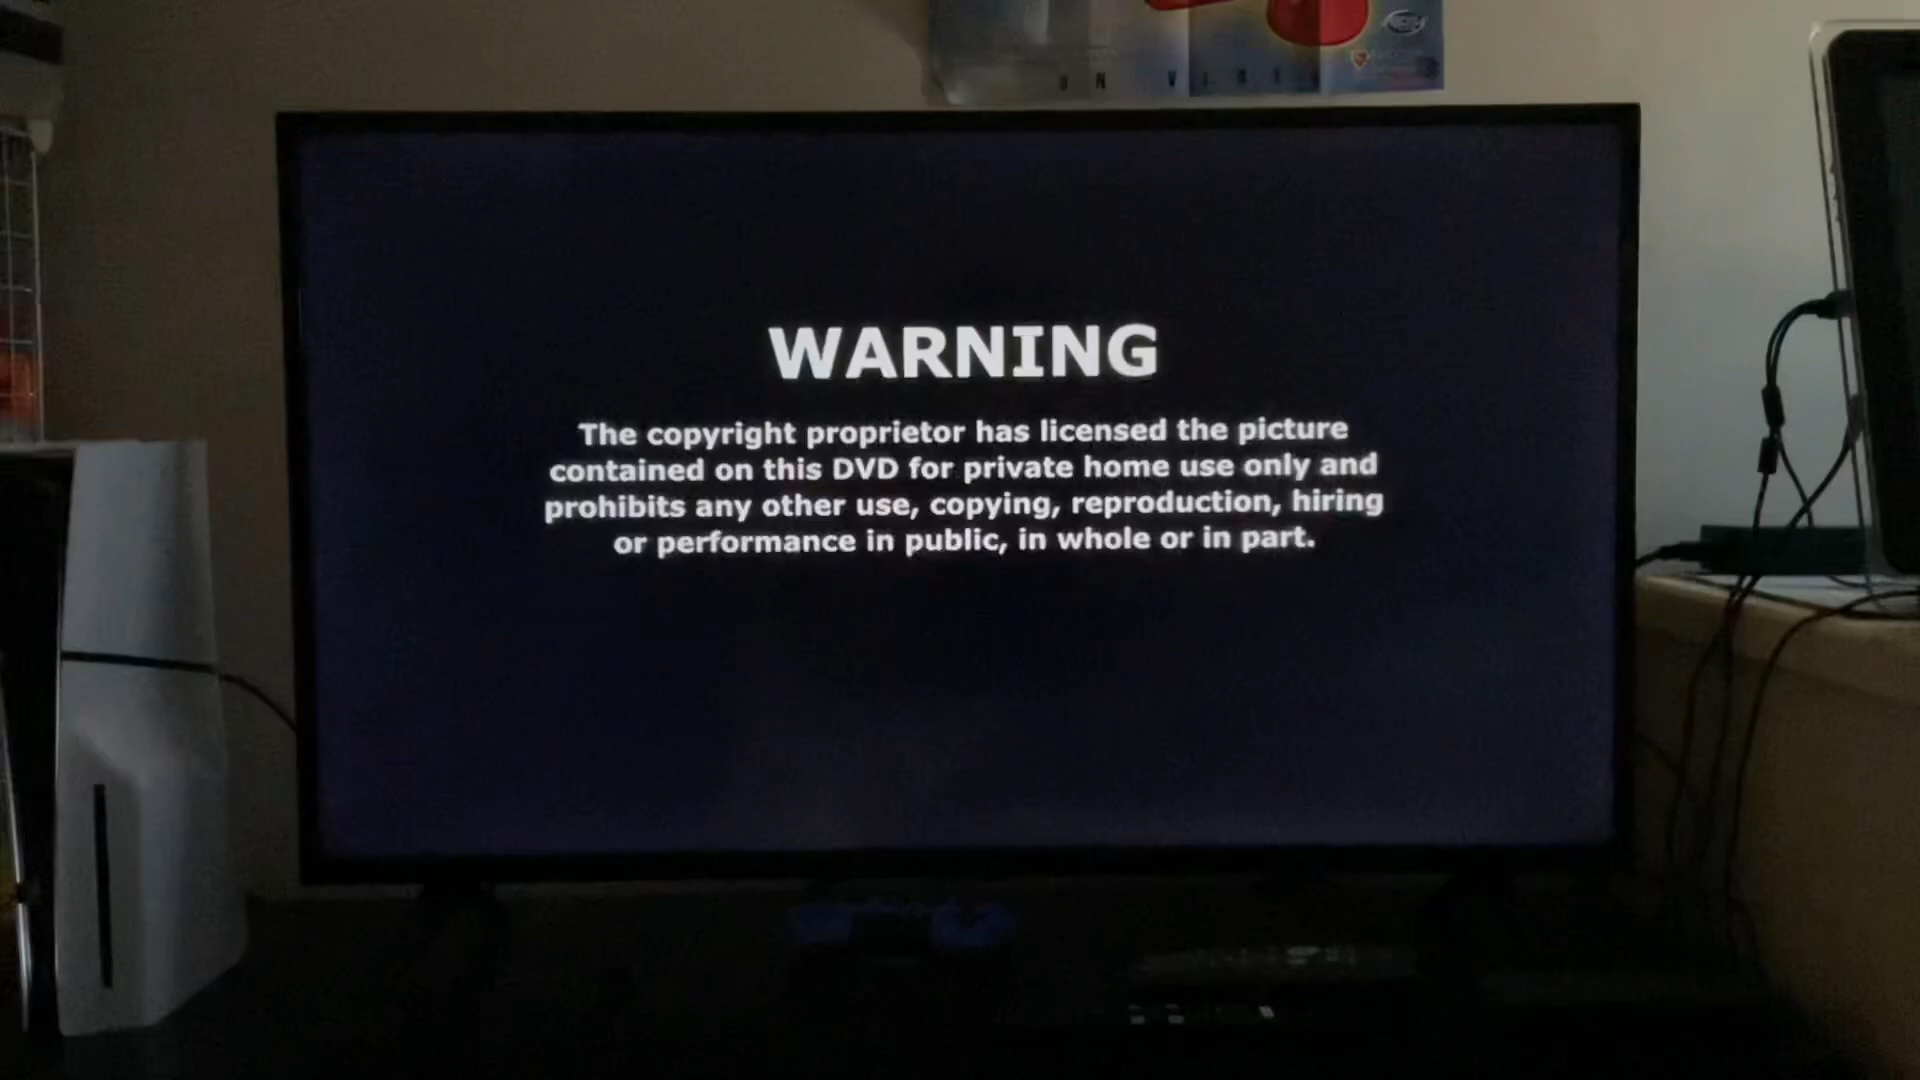 WARNING
The copyright proprietor has licensed the picture
contained on this DVD for private home use only and
prohibits any other use, copying, reproduction, hiring
or performance in public, in whole or in part.